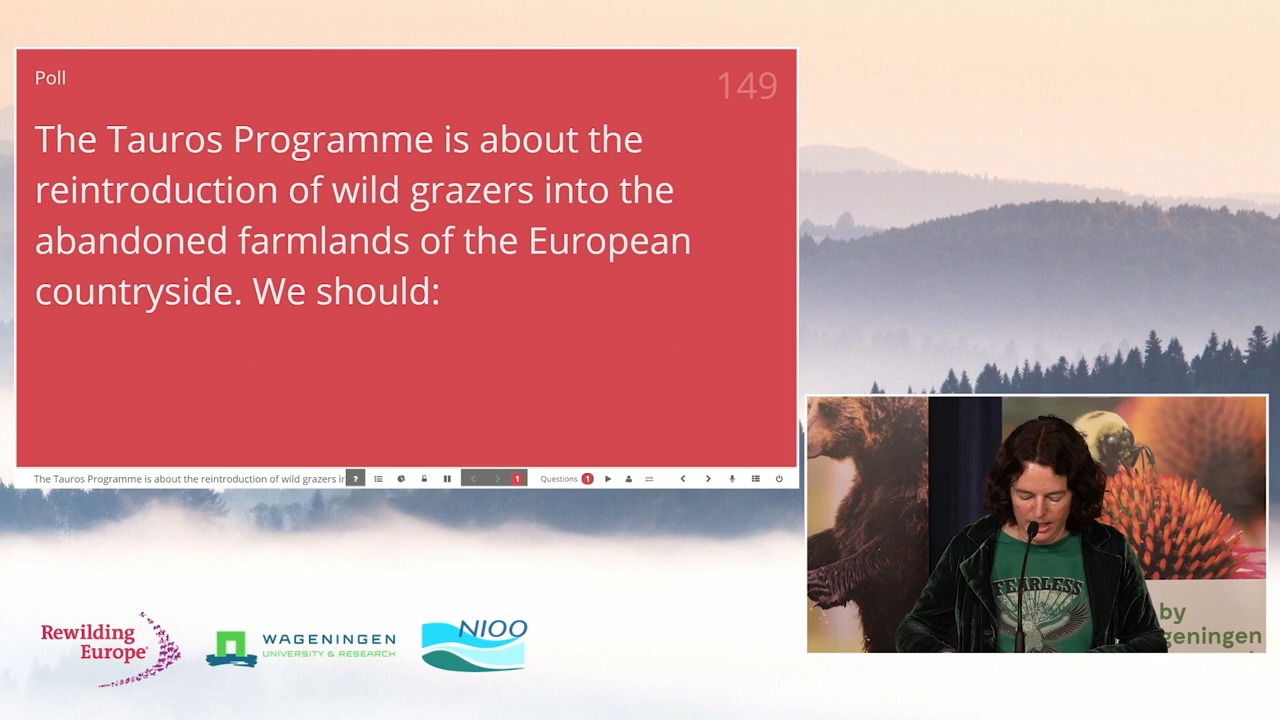 Poll
149
The Tauros Programme is about the
reintroduction of wild grazers into the
abandoned farmlands of the European
countryside. We should:
The Tauros Programme is about the reintroduction of wild grazers ir
?
1
Questions 1
FEARLESS
by
geningen
Rewilding
Europe
WAGENINGEN
UNIVERSITY & RESEARCH
NIOO